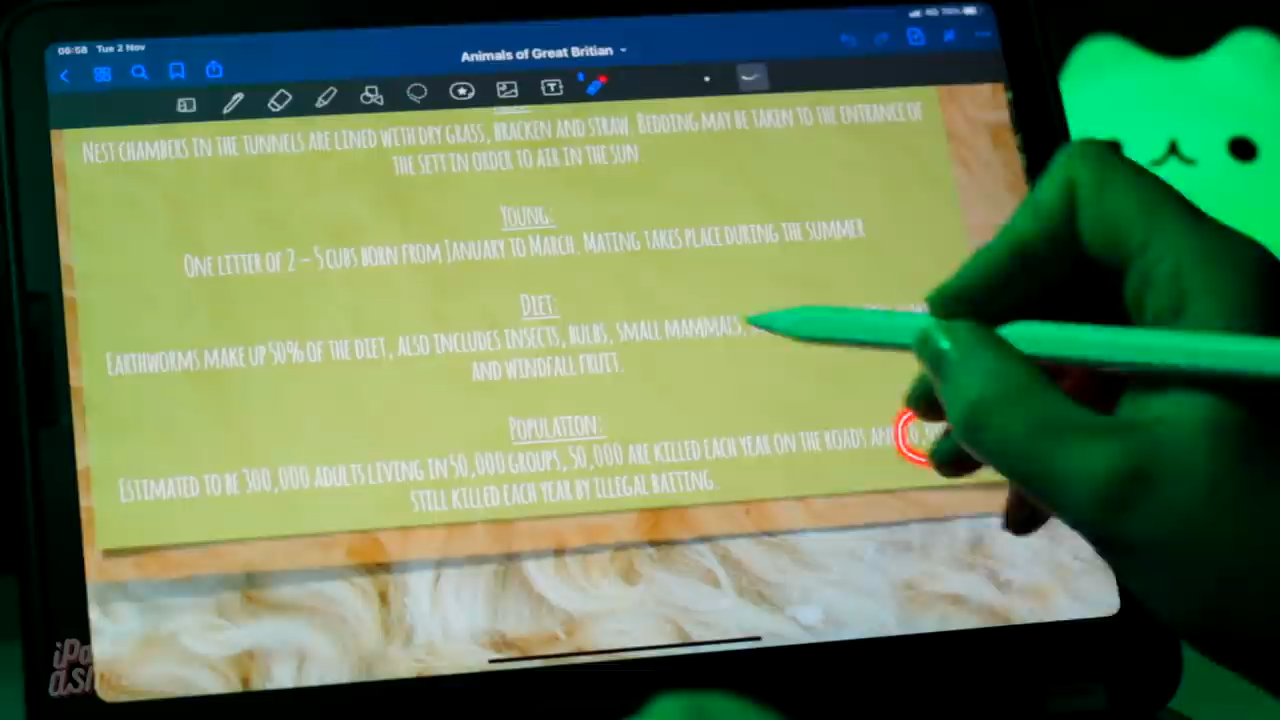 06:58 Tue 2 Nov
Animals of Great Britian
NEST CHAMBERS IN THE TUNNELS ARE LINED WITH DRY GRASS, BRACKEN AND STRAW. BEDDING MAY BE TAKEN TO THE ENTRANCE OF
THE SETT IN ORDER TO AIR IN THE SUN
YOUNG:
ONE LITTER OF 2 – 5 CUBS BORN FROM JANUARY TO MARCH. MATING TAKES PLACE DURING THE SUMMER
DIET:
EARTHWORMS MAKE UP 50% OF THE DIET, ALSO INCLUDES INSECTS, BULBS, SMALL MAMMALS,
AND WINDFALL FRUIT.
POPULATION:
ESTIMATED TO BE 300,000 ADULTS LIVING IN 50,000 GROUPS, 50,000 ARE KILLED EACH YEAR ON THE ROADS
STILL KILLED EACH YEAR BY ILLEGAL BAITING.